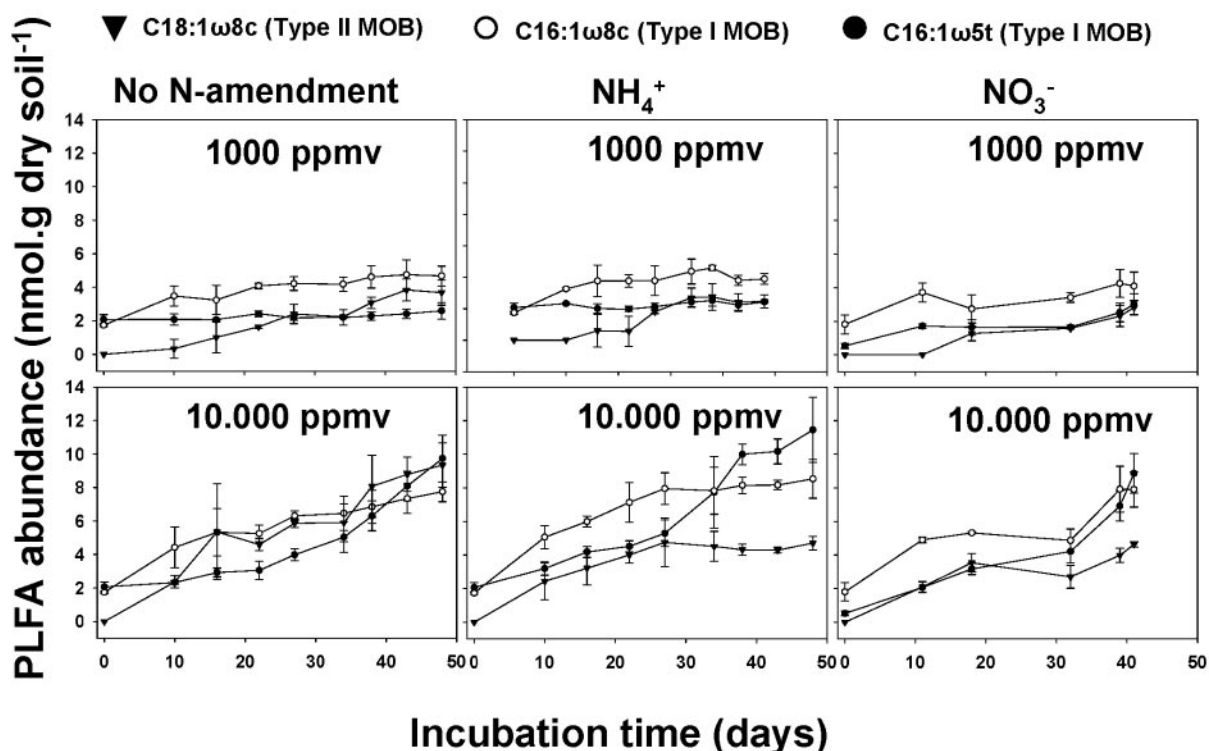 C18:1ω8c (Type II MOB) C16:1ω8c (Type I MOB) C16:1ω5t (Type I MOB)
PLFA abundance (nmol.g dry soil⁻¹)
No N-amendment NH₄⁺ NO₃⁻
1000 ppmv 1000 ppmv 1000 ppmv
14
12
10
8
6
4
2
0
10.000 ppmv 10.000 ppmv 10.000 ppmv
14
12
10
8
6
4
2
0
0 10 20 30 40 50 0 10 20 30 40 50 0 10 20 30 40 50
Incubation time (days)